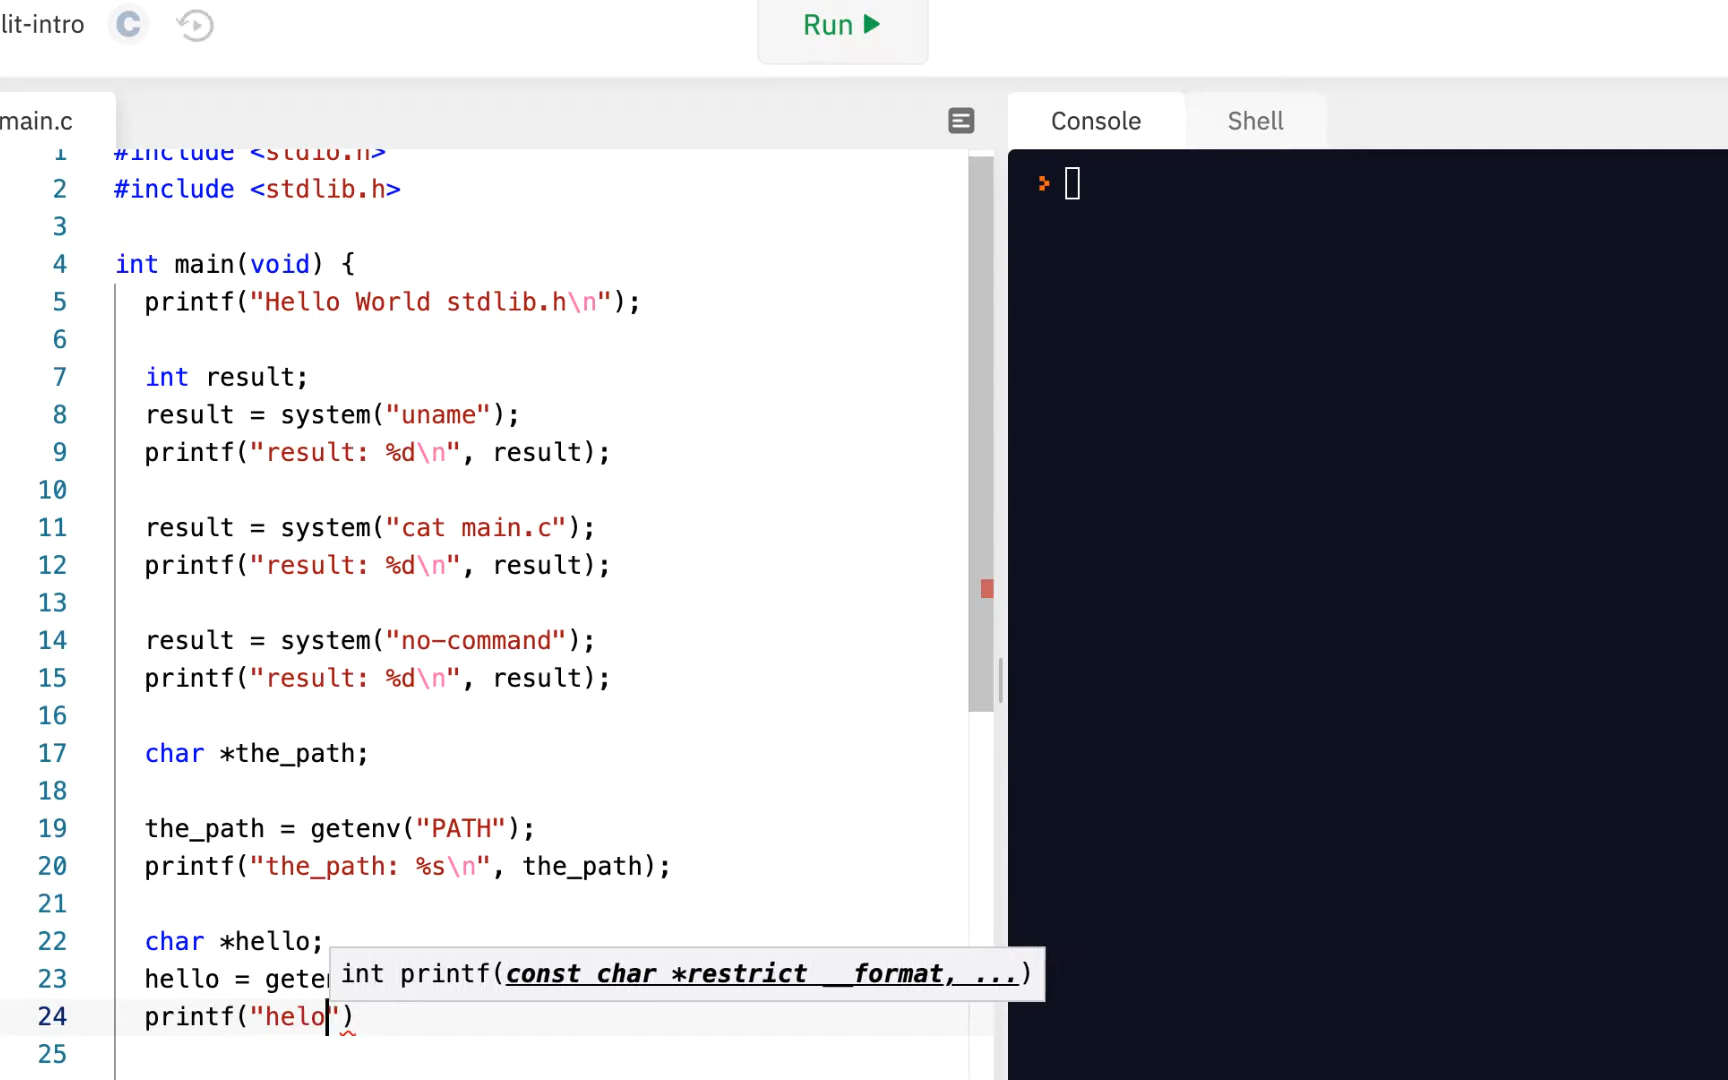 lit-intro C
Run
main.c
Console Shell
1 #include <stdio.h>
2 #include <stdlib.h>
3
4 int main(void) {
5 printf("Hello World stdlib.h\n");
6
7 int result;
8 result = system("uname");
9 printf("result: %d\n", result);
10
11 result = system("cat main.c");
12 printf("result: %d\n", result);
13
14 result = system("no-command");
15 printf("result: %d\n", result);
16
17 char *the_path;
18
19 the_path = getenv("PATH");
20 printf("the_path: %s\n", the_path);
21
22 char *hello;
23 hello = geten
int printf(const char *restrict __format, ...)
24 printf("helo")
25